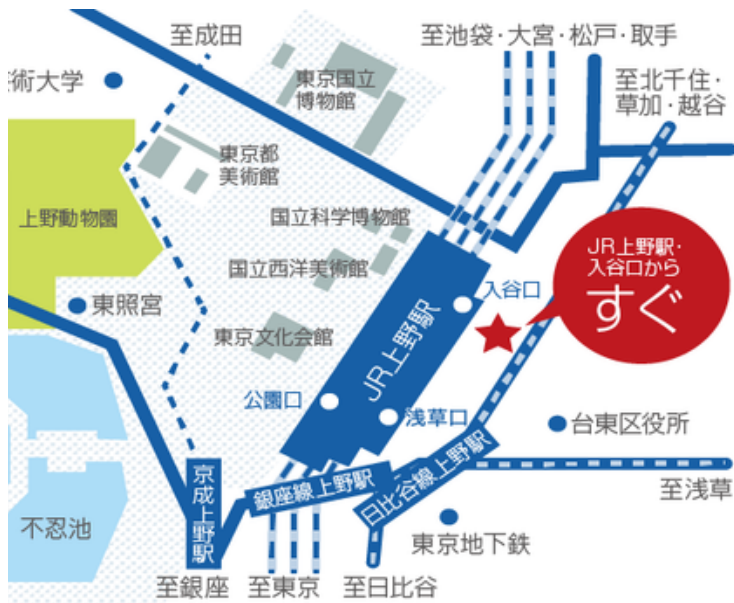 至成田
至池袋・大宮・松戸・取手
術大学
東京国立
博物館
至北千住・
草加・越谷
東京都
美術館
上野動物園
国立科学博物館
国立西洋美術館
JR上野駅・
入谷口から
すぐ
入谷口
東照宮
東京文化会館
JR上野駅
公園口
浅草口
台東区役所
京成上野駅
銀座線上野駅
日比谷線上野駅
至浅草
不忍池
東京地下鉄
至銀座
至東京
至日比谷